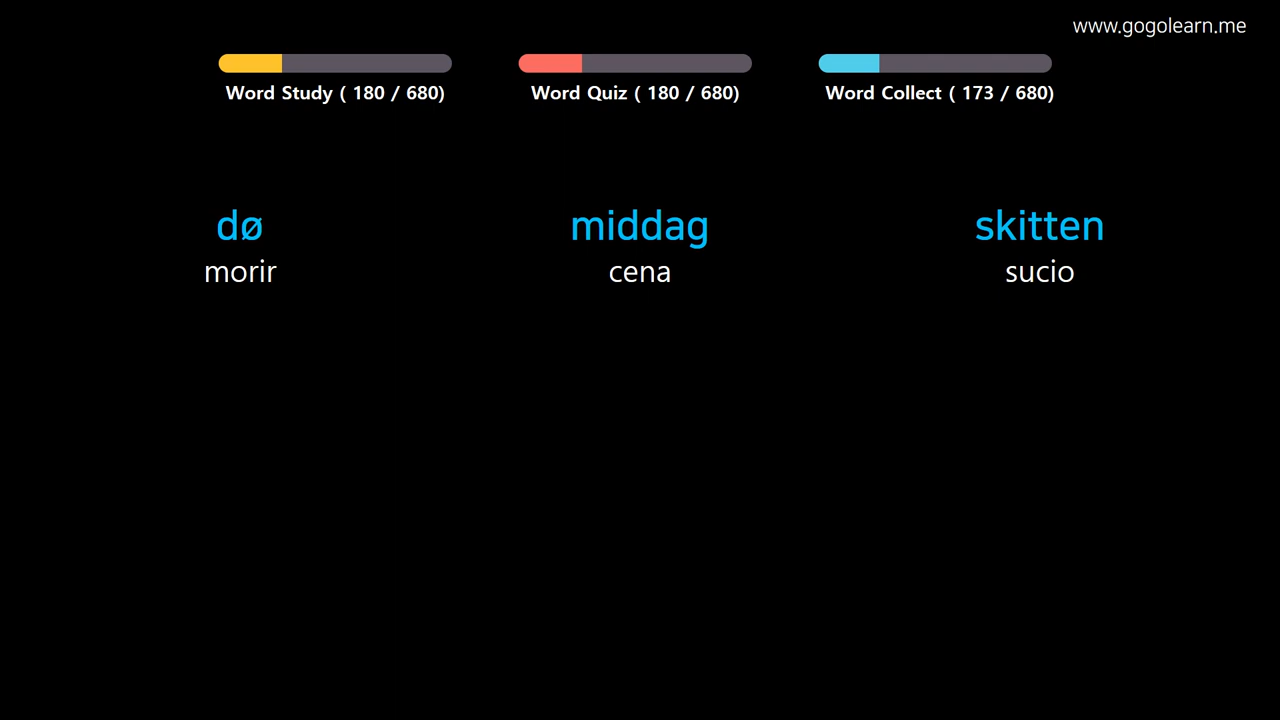 www.gogolearn.me
Word Study ( 180 / 680)
Word Quiz ( 180 / 680)
Word Collect ( 173 / 680)
dø
morir
middag
cena
skitten
sucio